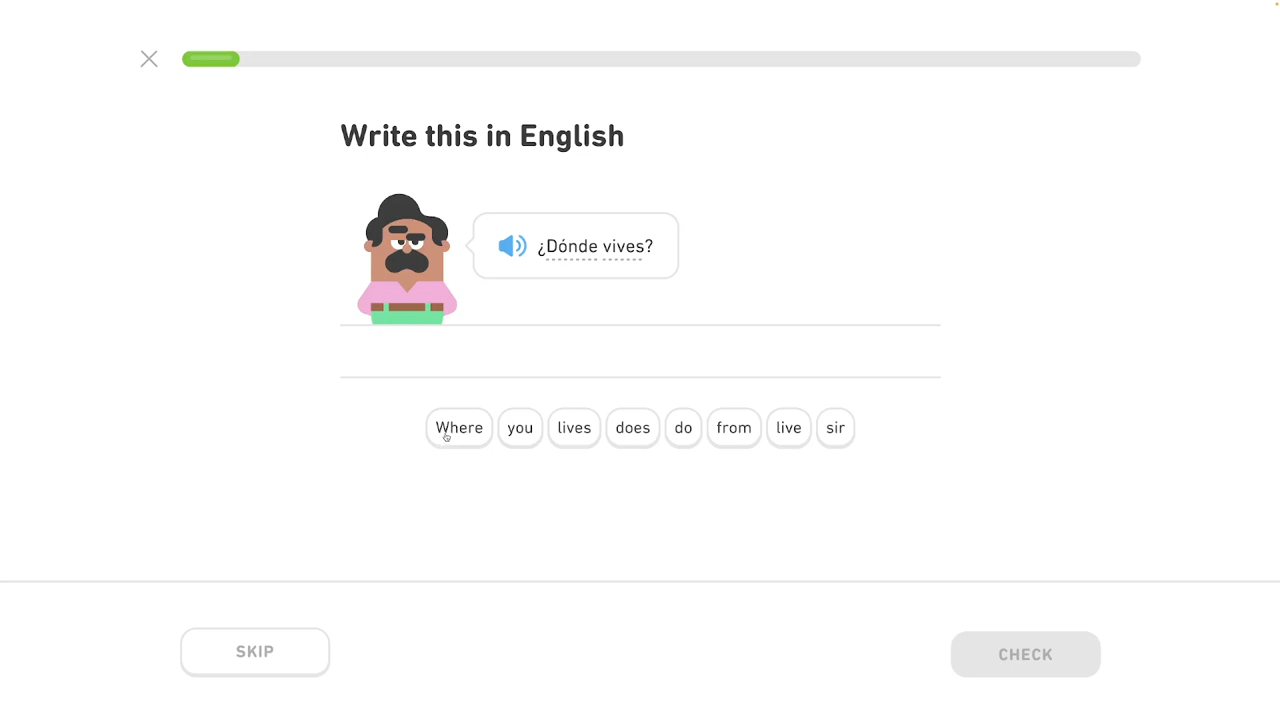 Write this in English
¿Dónde vives?
Where you lives does do from live sir
SKIP CHECK